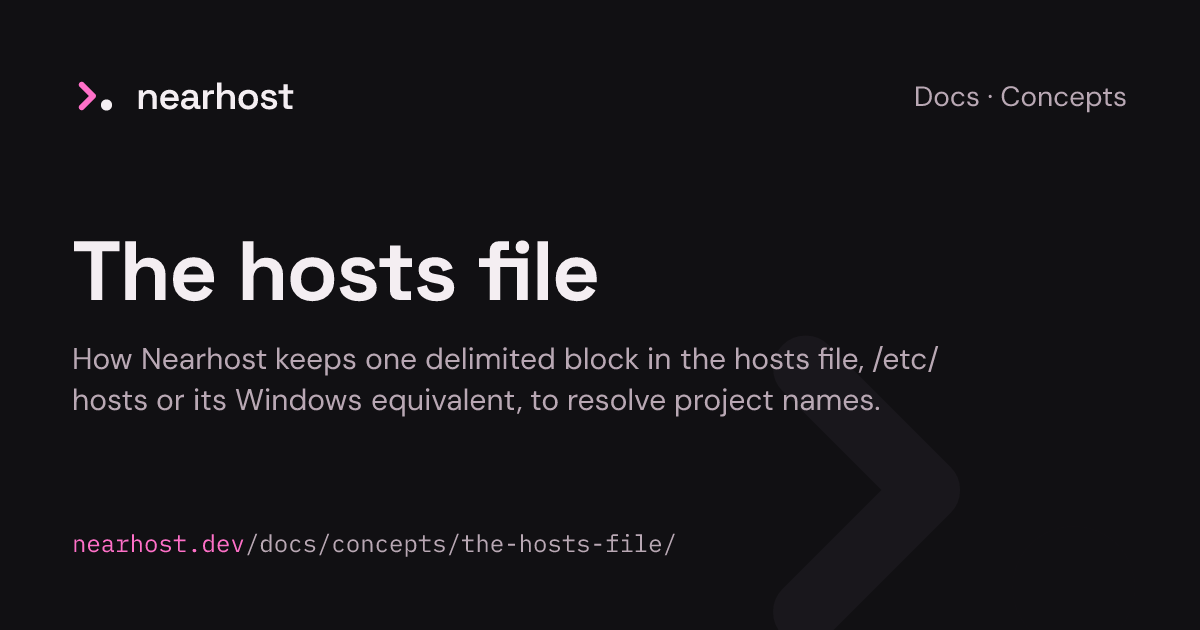 nearhost
Docs · Concepts
The hosts file
How Nearhost keeps one delimited block in the hosts file, /etc/
hosts or its Windows equivalent, to resolve project names.
nearhost.dev/docs/concepts/the-hosts-file/